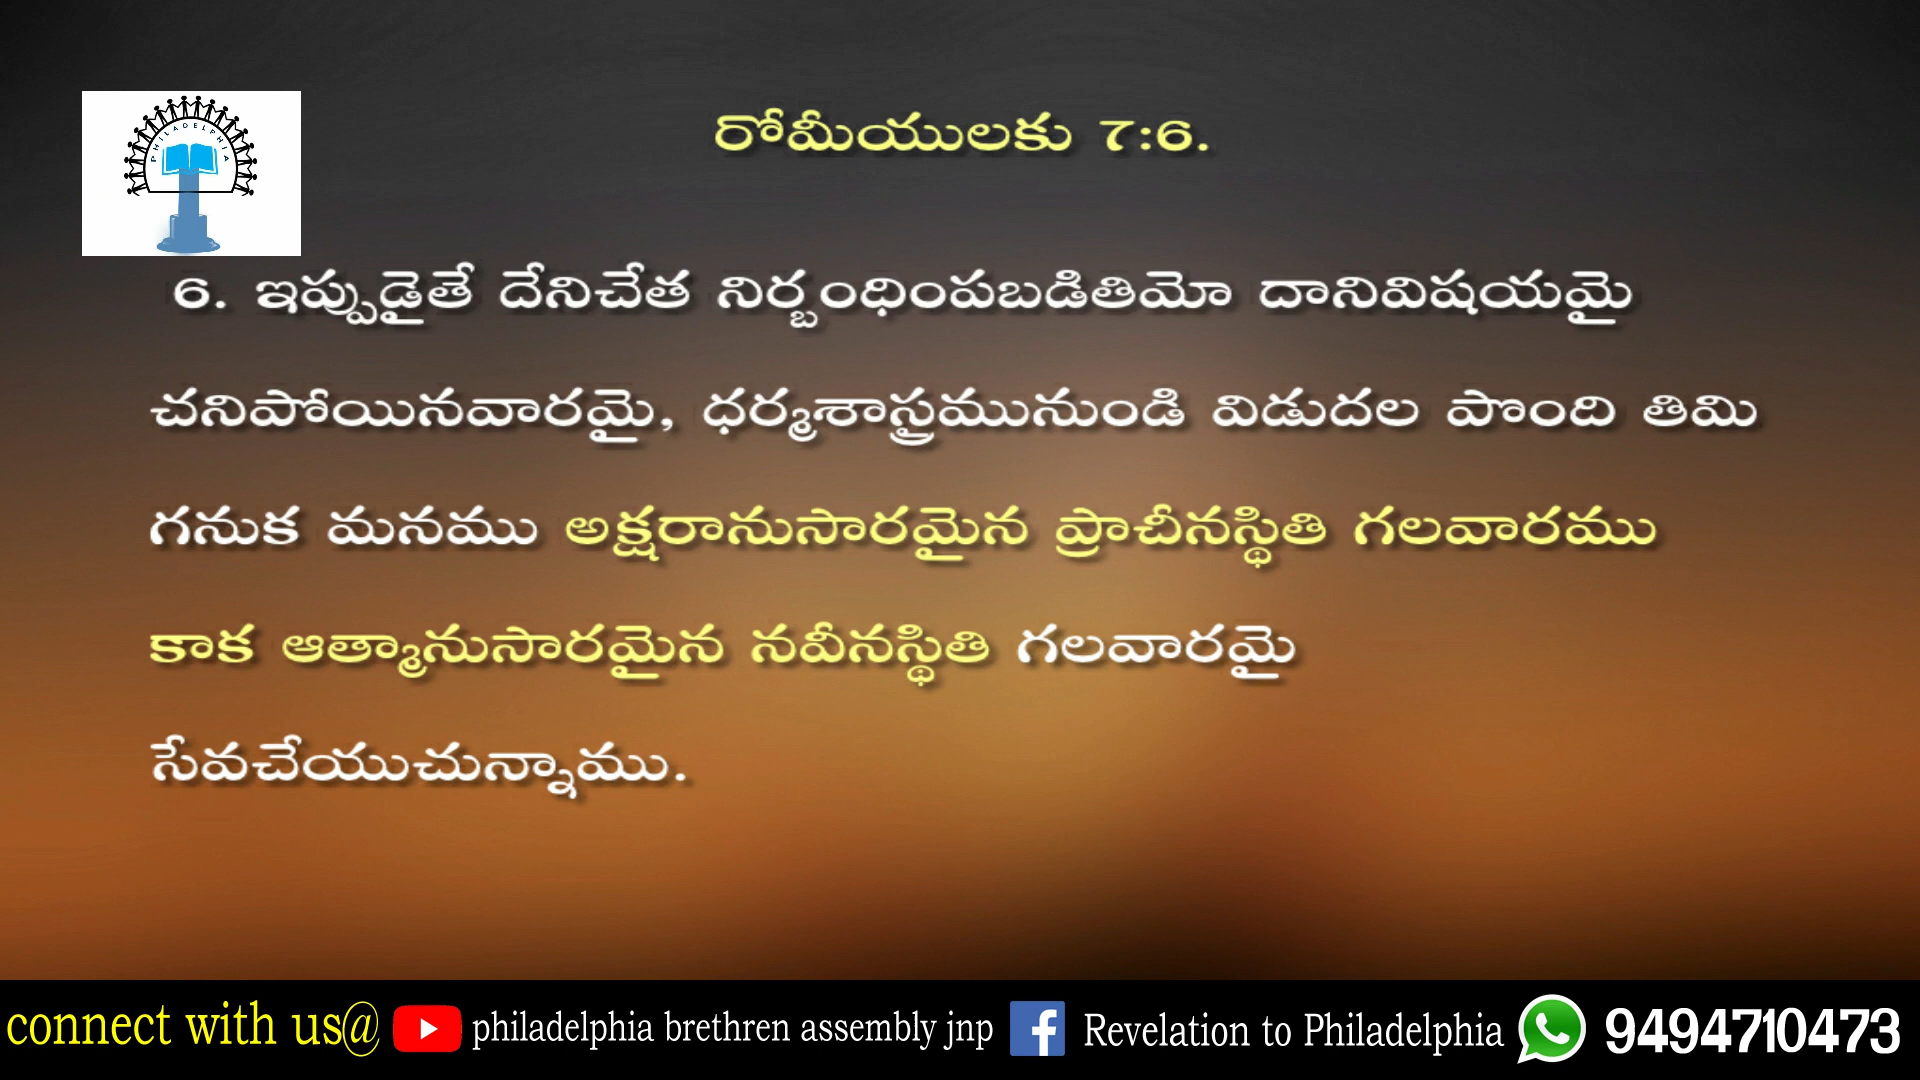 PHILADELPHIA
రోమీయులకు 7:6.
6. ఇప్పుడైతే దేనిచేత నిర్బంధింపబడితిమో దానివిషయమై
చనిపోయినవారమై, ధర్మశాస్త్రమునుండి విడుదల పొంది తిమి
గనుక మనము అక్షరానుసారమైన ప్రాచీనస్థితి గలవారము
కాక ఆత్మానుసారమైన నవీనస్థితి గలవారమై
సేవచేయుచున్నాము.
connect with us@ philadelphia brethren assembly jnp Revelation to Philadelphia 9494710473